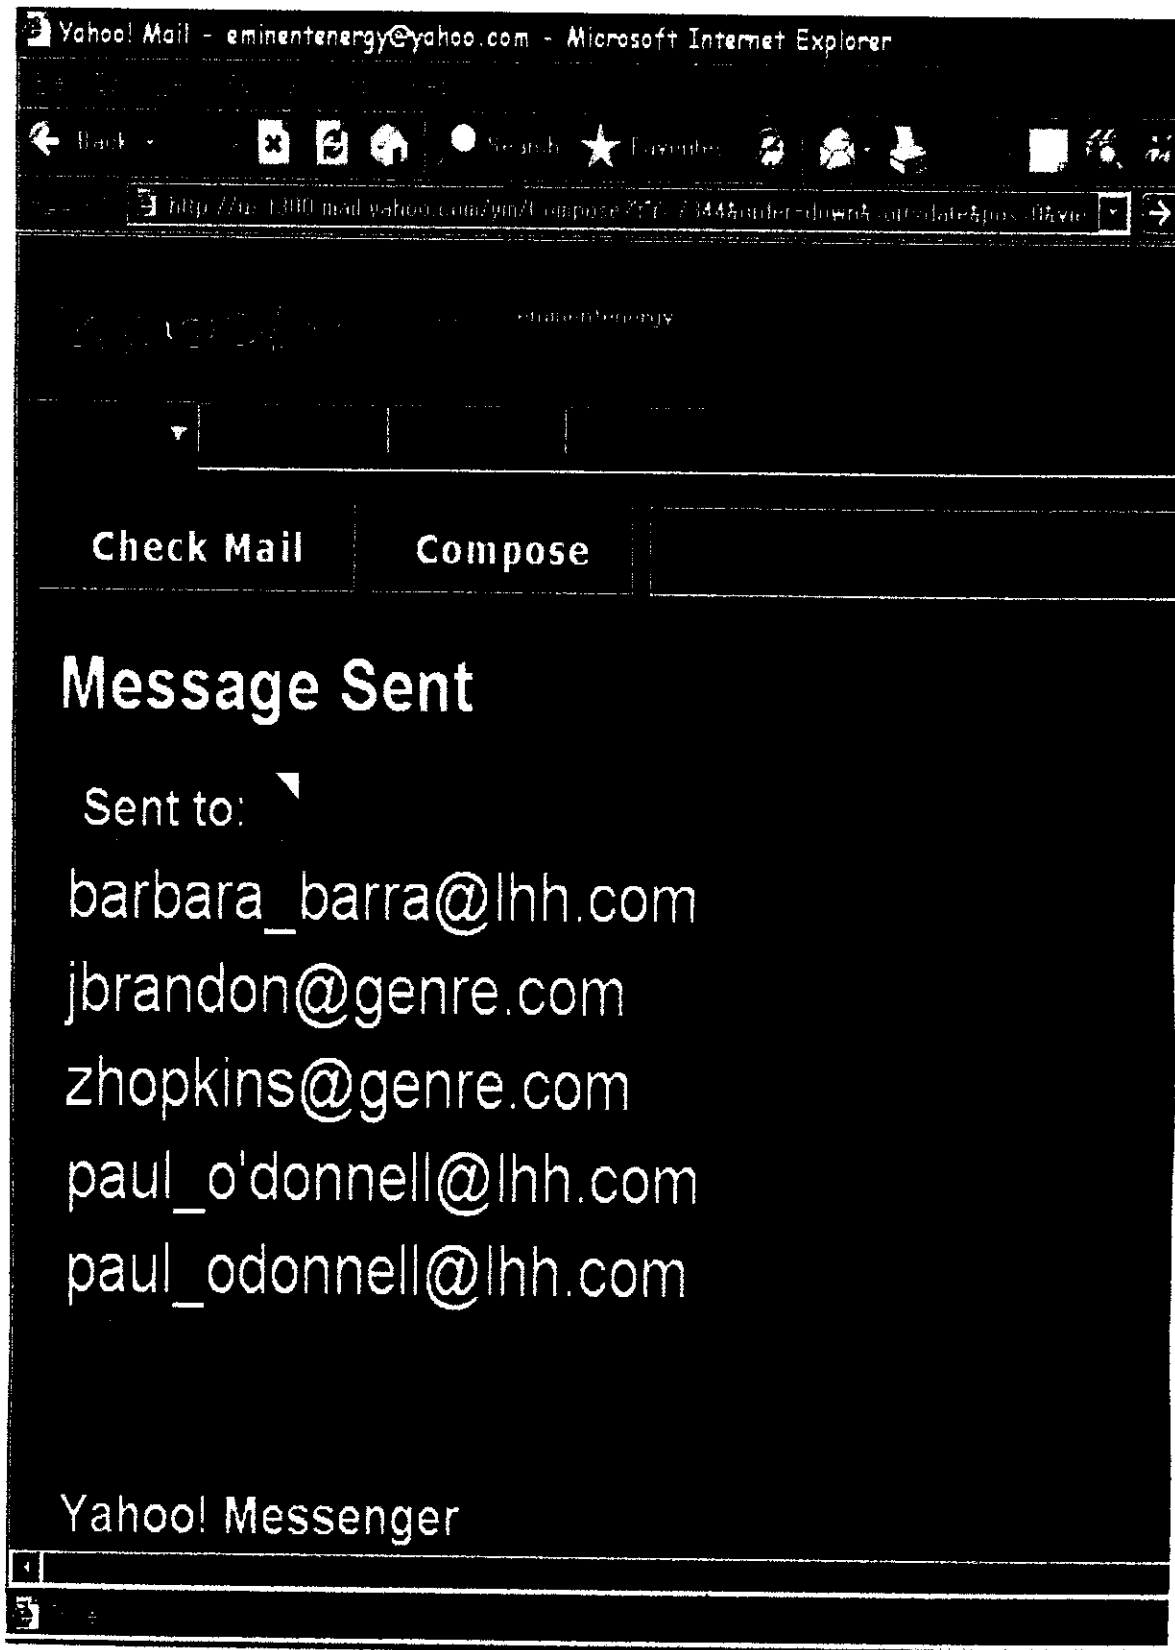 Yahoo! Mail - eminentenergy@yahoo.com - Microsoft Internet Explorer
Back Search Favorites
eminentenergy
Check Mail Compose
Message Sent
Sent to:
barbara_barra@lhh.com
jbrandon@genre.com
zhopkins@genre.com
paul_o'donnell@lhh.com
paul_odonnell@lhh.com
Yahoo! Messenger